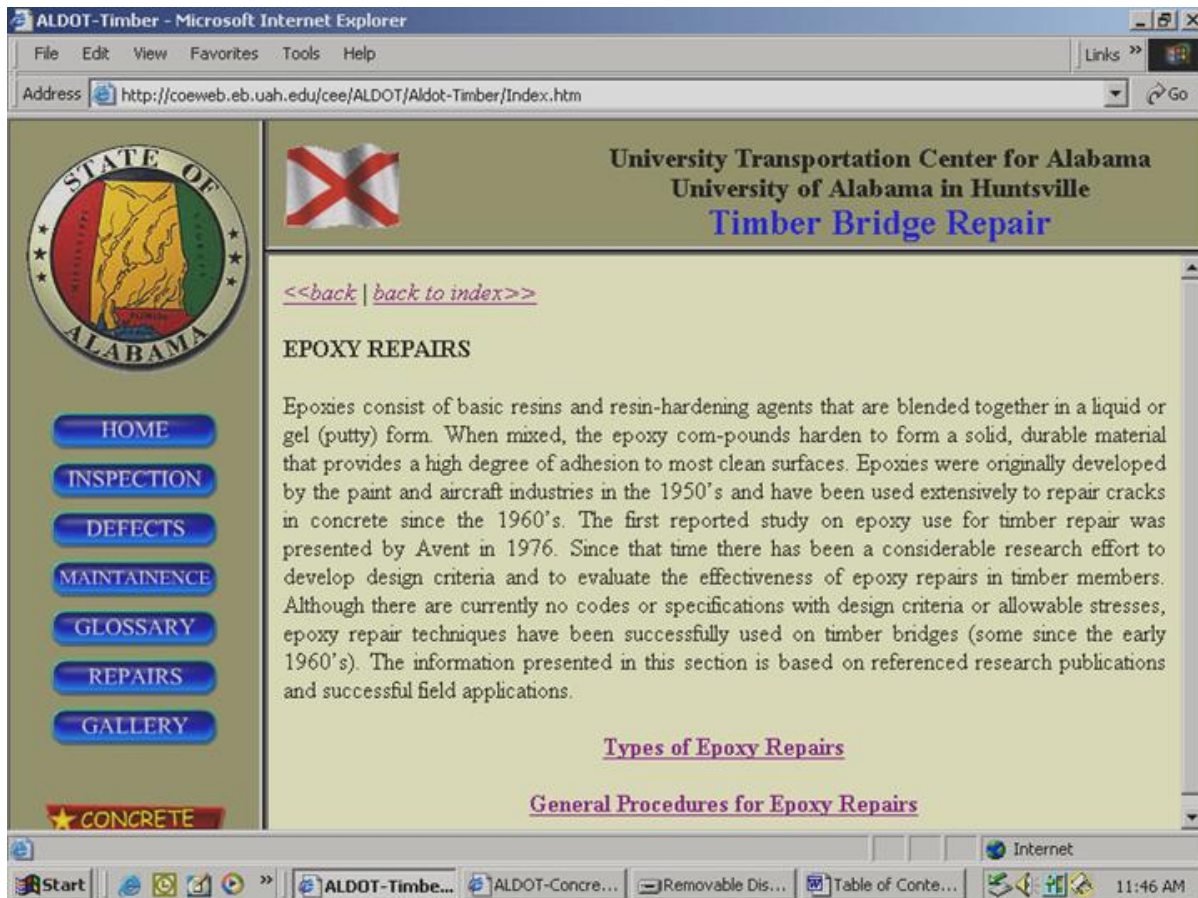 ALDOT-Timber - Microsoft Internet Explorer
File Edit View Favorites Tools Help
Links »
Address http://coeweb.eb.uah.edu/cee/ALDOT/Aldot-Timber/Index.htm
Go
STATE OF
ALABAMA
MISSISSIPPI
FLORIDA
HOME
INSPECTION
DEFECTS
MAINTAINENCE
GLOSSARY
REPAIRS
GALLERY
CONCRETE
University Transportation Center for Alabama
University of Alabama in Huntsville
Timber Bridge Repair
<<back | back to index>>
EPOXY REPAIRS
Epoxies consist of basic resins and resin-hardening agents that are blended together in a liquid or
gel (putty) form. When mixed, the epoxy com-pounds harden to form a solid, durable material
that provides a high degree of adhesion to most clean surfaces. Epoxies were originally developed
by the paint and aircraft industries in the 1950's and have been used extensively to repair cracks
in concrete since the 1960's. The first reported study on epoxy use for timber repair was
presented by Avent in 1976. Since that time there has been a considerable research effort to
develop design criteria and to evaluate the effectiveness of epoxy repairs in timber members.
Although there are currently no codes or specifications with design criteria or allowable stresses,
epoxy repair techniques have been successfully used on timber bridges (some since the early
1960's). The information presented in this section is based on referenced research publications
and successful field applications.
Types of Epoxy Repairs
General Procedures for Epoxy Repairs
Internet
Start » ALDOT-Timbe... ALDOT-Concre... Removable Dis... Table of Conte... 11:46 AM